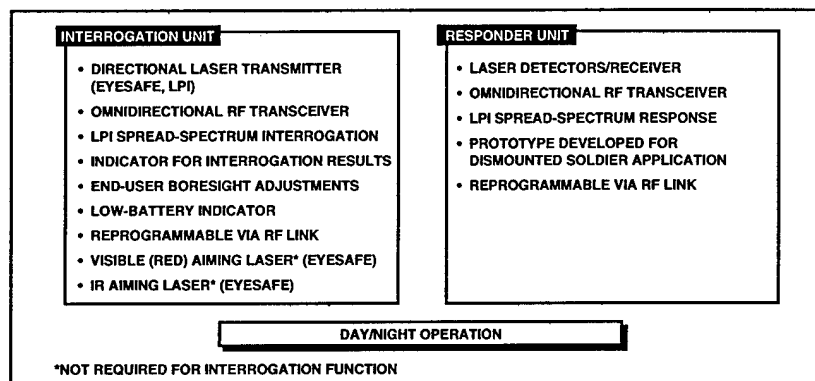 INTERROGATION UNIT
• DIRECTIONAL LASER TRANSMITTER
(EYESAFE, LPI)
• OMNIDIRECTIONAL RF TRANSCEIVER
• LPI SPREAD-SPECTRUM INTERROGATION
• INDICATOR FOR INTERROGATION RESULTS
• END-USER BORESIGHT ADJUSTMENTS
• LOW-BATTERY INDICATOR
• REPROGRAMMABLE VIA RF LINK
• VISIBLE (RED) AIMING LASER* (EYESAFE)
• IR AIMING LASER* (EYESAFE)
RESPONDER UNIT
• LASER DETECTORS/RECEIVER
• OMNIDIRECTIONAL RF TRANSCEIVER
• LPI SPREAD-SPECTRUM RESPONSE
• PROTOTYPE DEVELOPED FOR
DISMOUNTED SOLDIER APPLICATION
• REPROGRAMMABLE VIA RF LINK
DAY/NIGHT OPERATION
*NOT REQUIRED FOR INTERROGATION FUNCTION